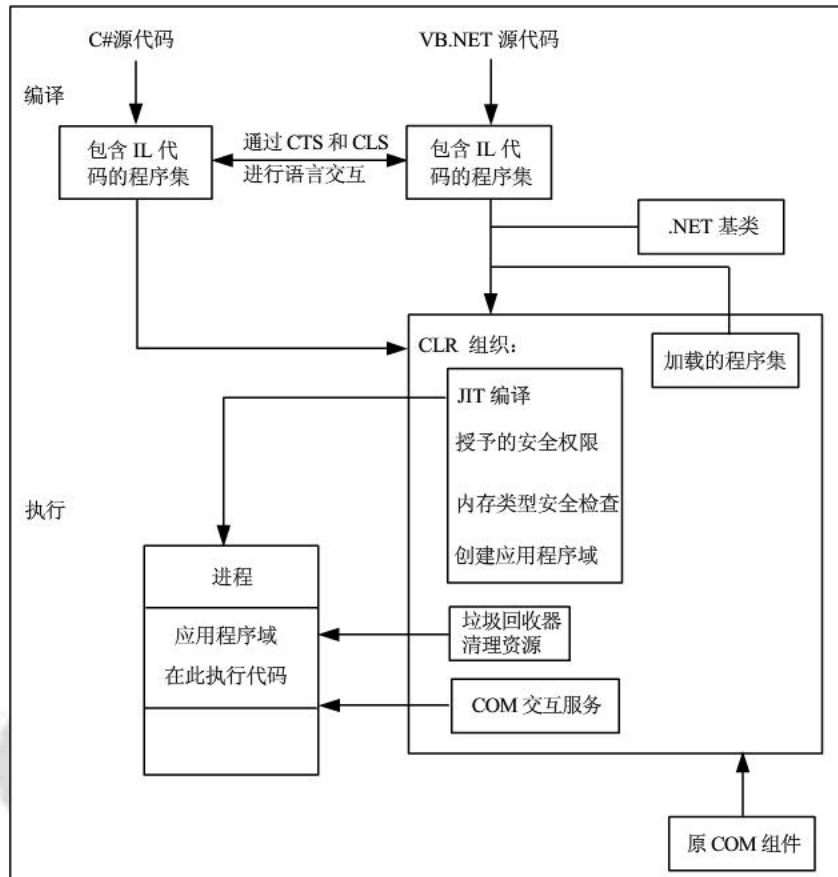 C#源代码
VB.NET 源代码
编译
包含 IL 代
码的程序集
通过 CTS 和 CLS
进行语言交互
包含 IL 代
码的程序集
.NET 基类
CLR 组织：
加载的程序集
JIT 编译
授予的安全权限
内存类型安全检查
创建应用程序域
执行
进程
应用程序域
在此执行代码
垃圾回收器
清理资源
COM 交互服务
原 COM 组件